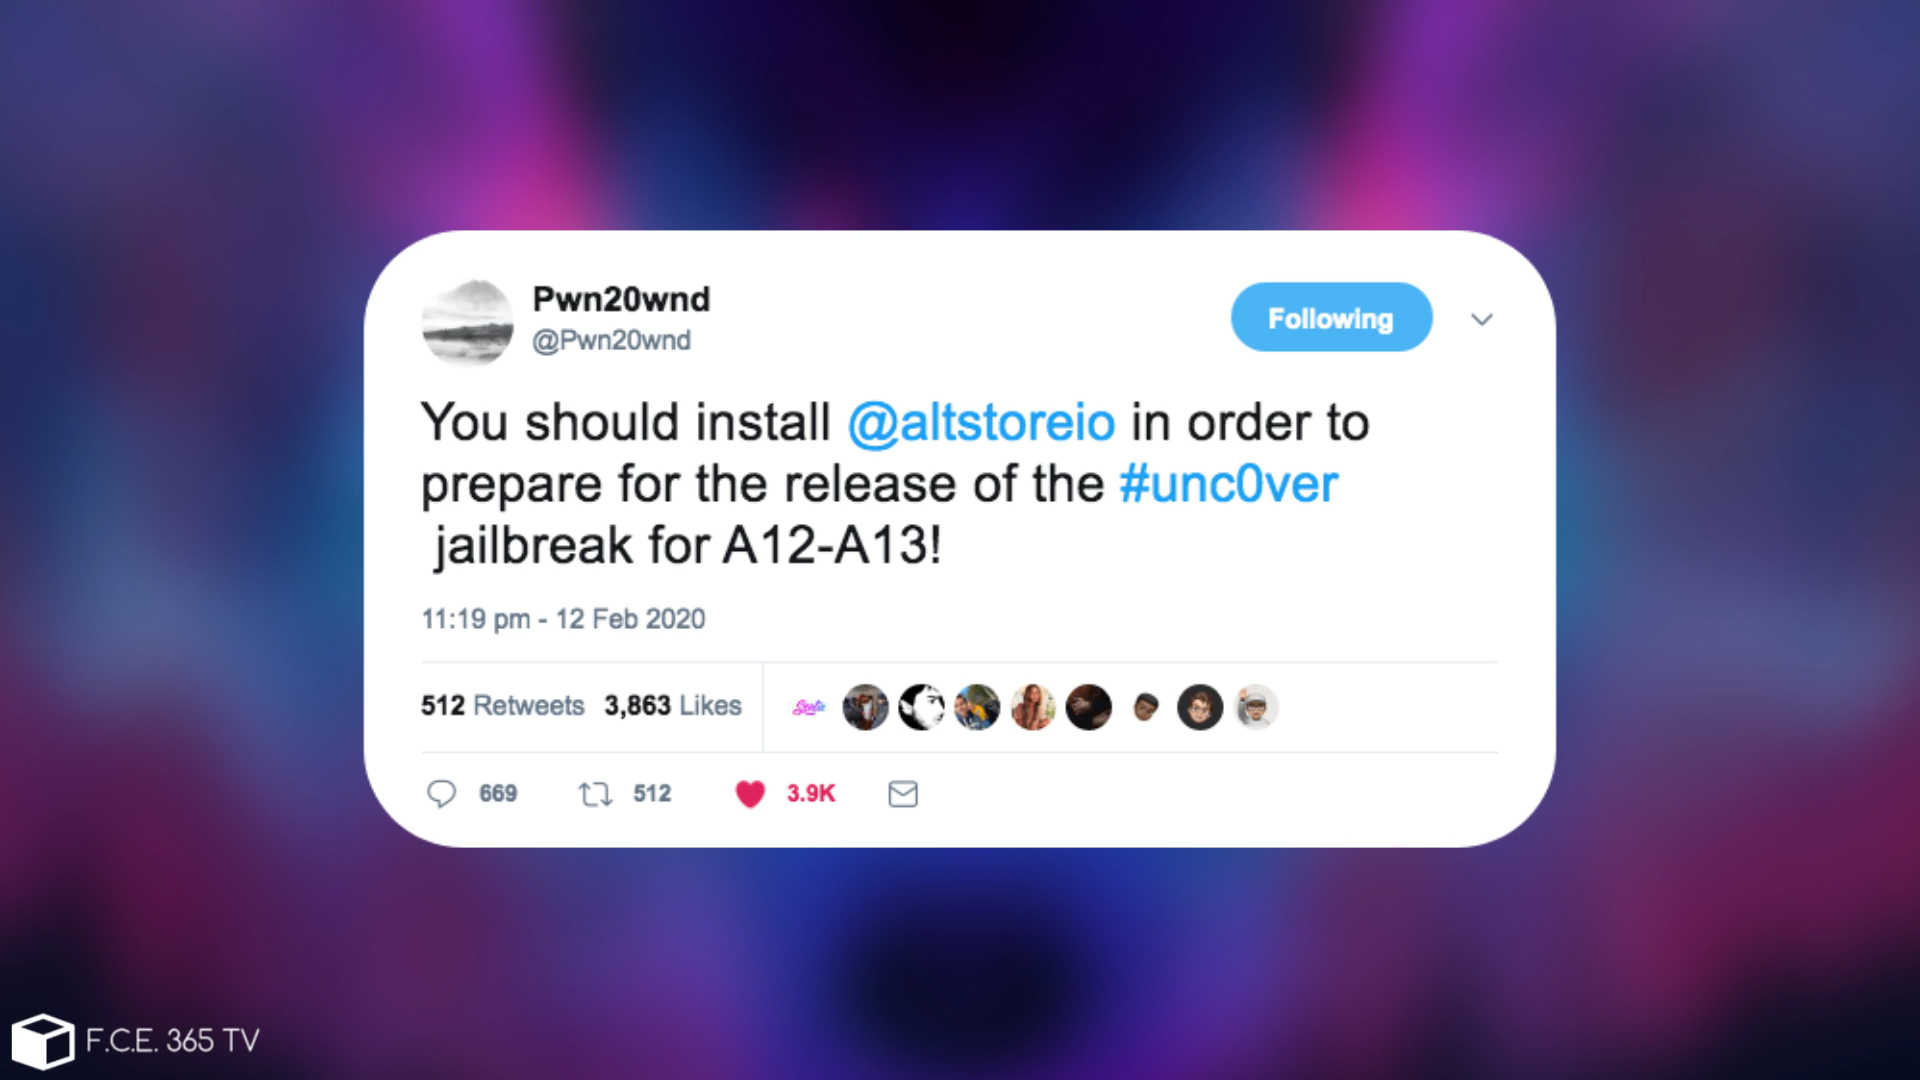 Pwn20wnd
@Pwn20wnd
Following
You should install @altstoreio in order to
prepare for the release of the #unc0ver
jailbreak for A12-A13!
11:19 pm - 12 Feb 2020
512 Retweets 3,863 Likes
669 512 3.9K
F.C.E. 365 TV